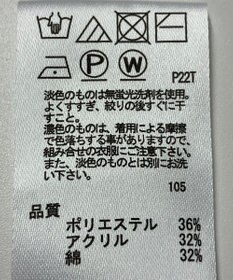 P W
P22T
淡色のものは無蛍光洗剤を使用。
よくすすぎ、絞りの後すぐに干
すこと。
濃色のものは、着用による摩擦
で色落ちする事が有りますので、
組み合せの衣服にご注意下さい。
また、淡色のものとは別にお洗
い下さい。
105
品質
ポリエステル 36%
アクリル 32%
綿 32%